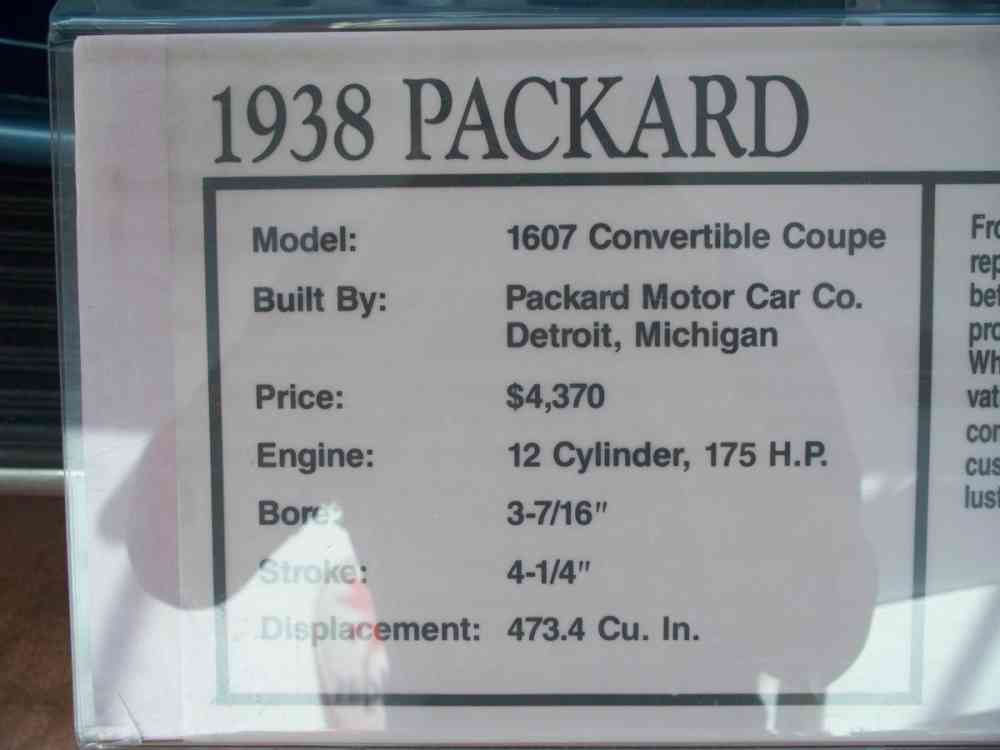 1938 PACKARD
Model: 1607 Convertible Coupe
Built By: Packard Motor Car Co.
Detroit, Michigan
Price: $4,370
Engine: 12 Cylinder, 175 H.P.
Bore: 3-7/16"
Stroke: 4-1/4"
Displacement: 473.4 Cu. In.